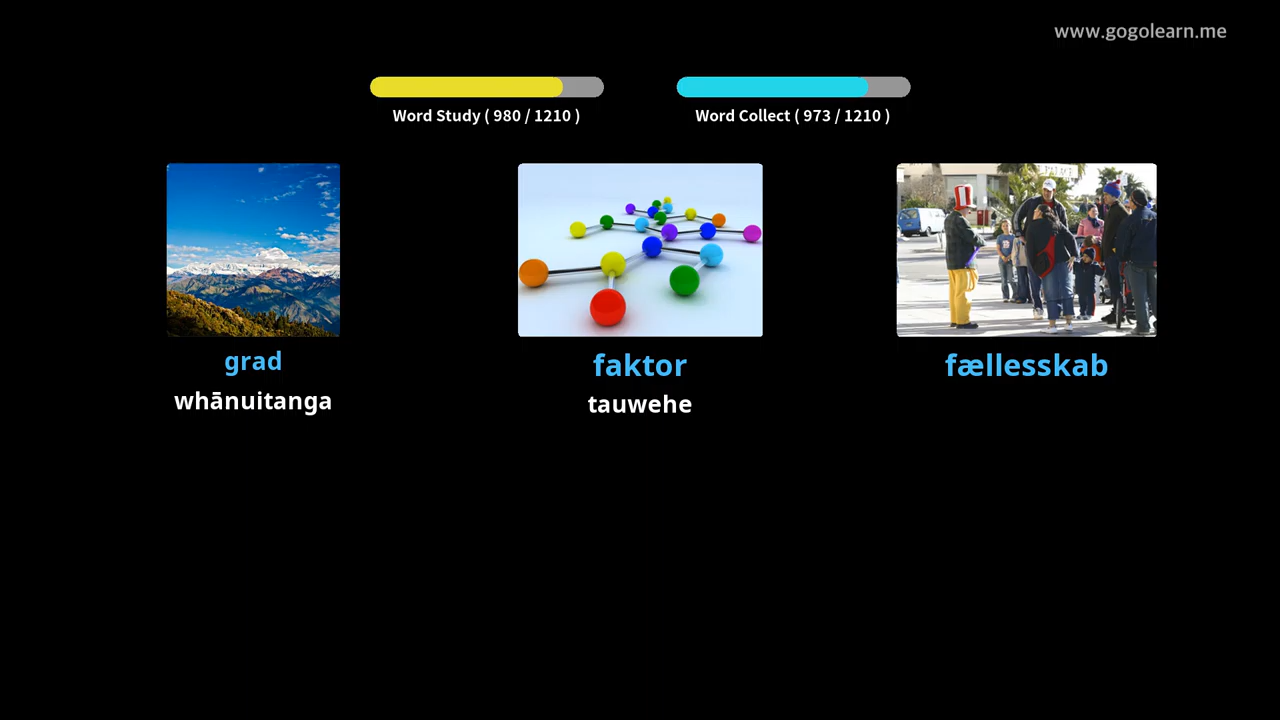 www.gogolearn.me
Word Study ( 980 / 1210 )
Word Collect ( 973 / 1210 )
grad
whānuitanga
faktor
tauwehe
fællesskab